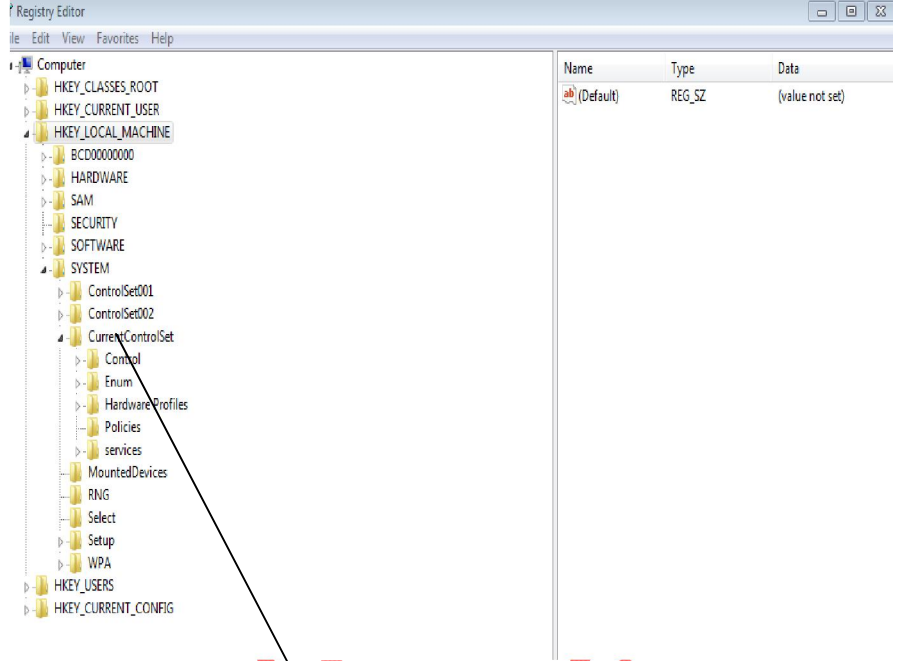 Registry Editor
Edit View Favorites Help
Computer
HKEY_CLASSES_ROOT
HKEY_CURRENT_USER
HKEY_LOCAL_MACHINE
BCD00000000
HARDWARE
SAM
SECURITY
SOFTWARE
SYSTEM
ControlSet001
ControlSet002
CurrentControlSet
Control
Enum
Hardware Profiles
Policies
services
MountedDevices
RNG
Select
Setup
WPA
HKEY_USERS
HKEY_CURRENT_CONFIG
Name Type Data
ab (Default) REG_SZ (value not set)